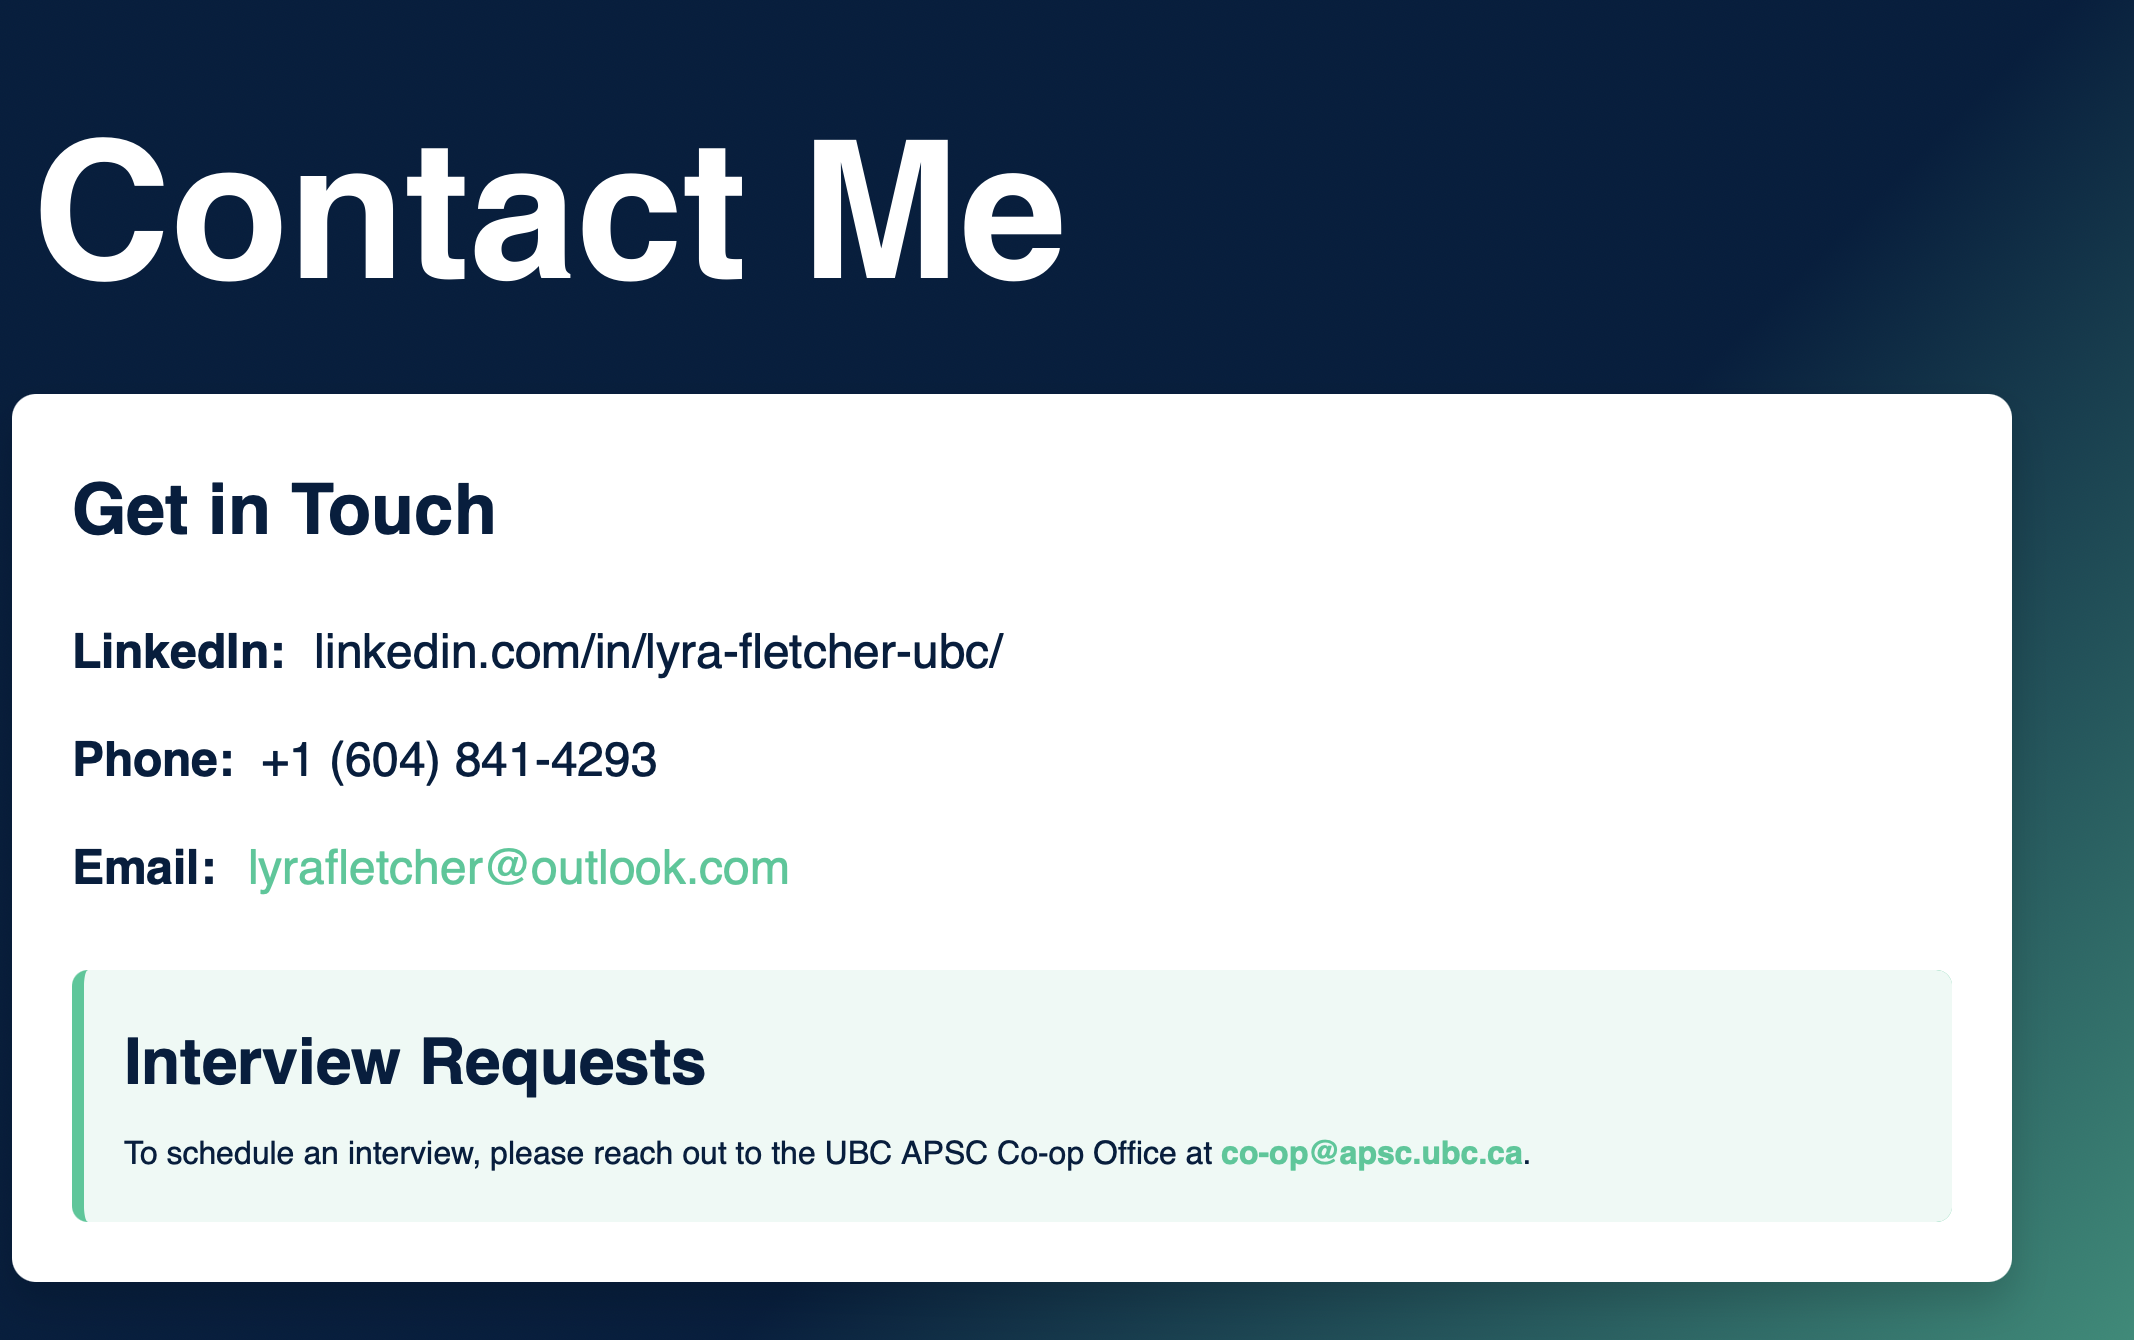 Contact Me
Get in Touch
LinkedIn: linkedin.com/in/lyra-fletcher-ubc/
Phone: +1 (604) 841-4293
Email: lyrafletcher@outlook.com
Interview Requests
To schedule an interview, please reach out to the UBC APSC Co-op Office at co-op@apsc.ubc.ca.